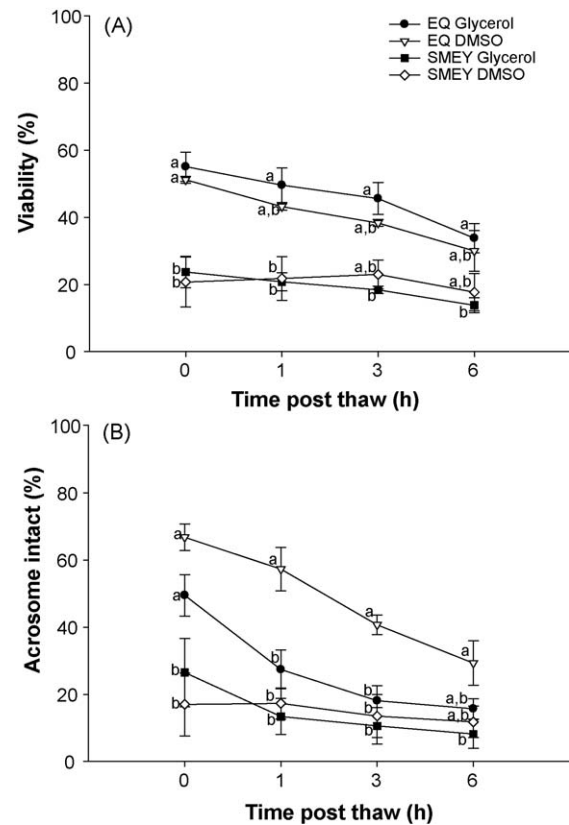 (A)
EQ Glycerol
EQ DMSO
SMEY Glycerol
SMEY DMSO
Viability (%)
100
80
60
40
20
0
a
a
a
a
a
a,b
a,b
a,b
b
b
b
b
a,b
b
a,b
b
0 1 3 6
Time post thaw (h)
(B)
Acrosome intact (%)
100
80
60
40
20
0
a
a
a
a
a
b
b
a,b
b
b
b
b
b
b
a,b
b
0 1 3 6
Time post thaw (h)